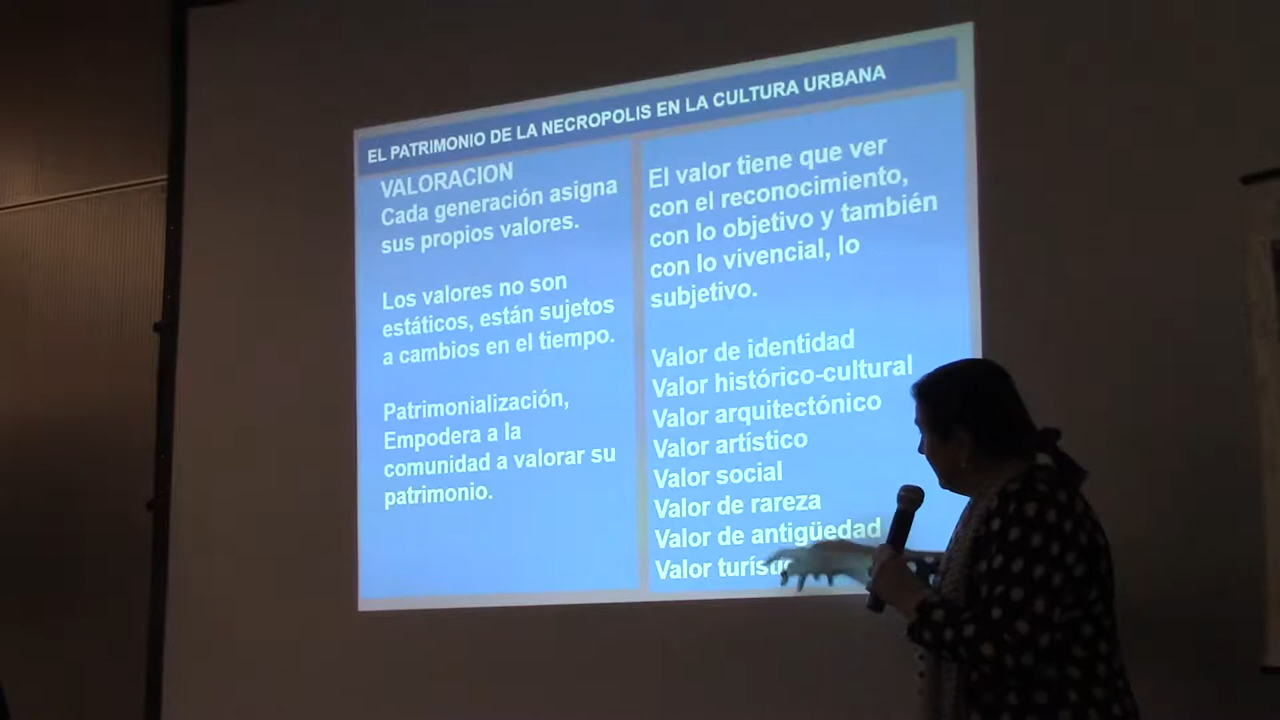 EL PATRIMONIO DE LA NECROPOLIS EN LA CULTURA URBANA
VALORACION
Cada generación asigna
sus propios valores.
Los valores no son
estáticos, están sujetos
a cambios en el tiempo.
Patrimonialización,
Empodera a la
comunidad a valorar su
patrimonio.
El valor tiene que ver
con el reconocimiento,
con lo objetivo y también
con lo vivencial, lo
subjetivo.
Valor de identidad
Valor histórico-cultural
Valor arquitectónico
Valor artístico
Valor social
Valor de rareza
Valor de antigüedad
Valor